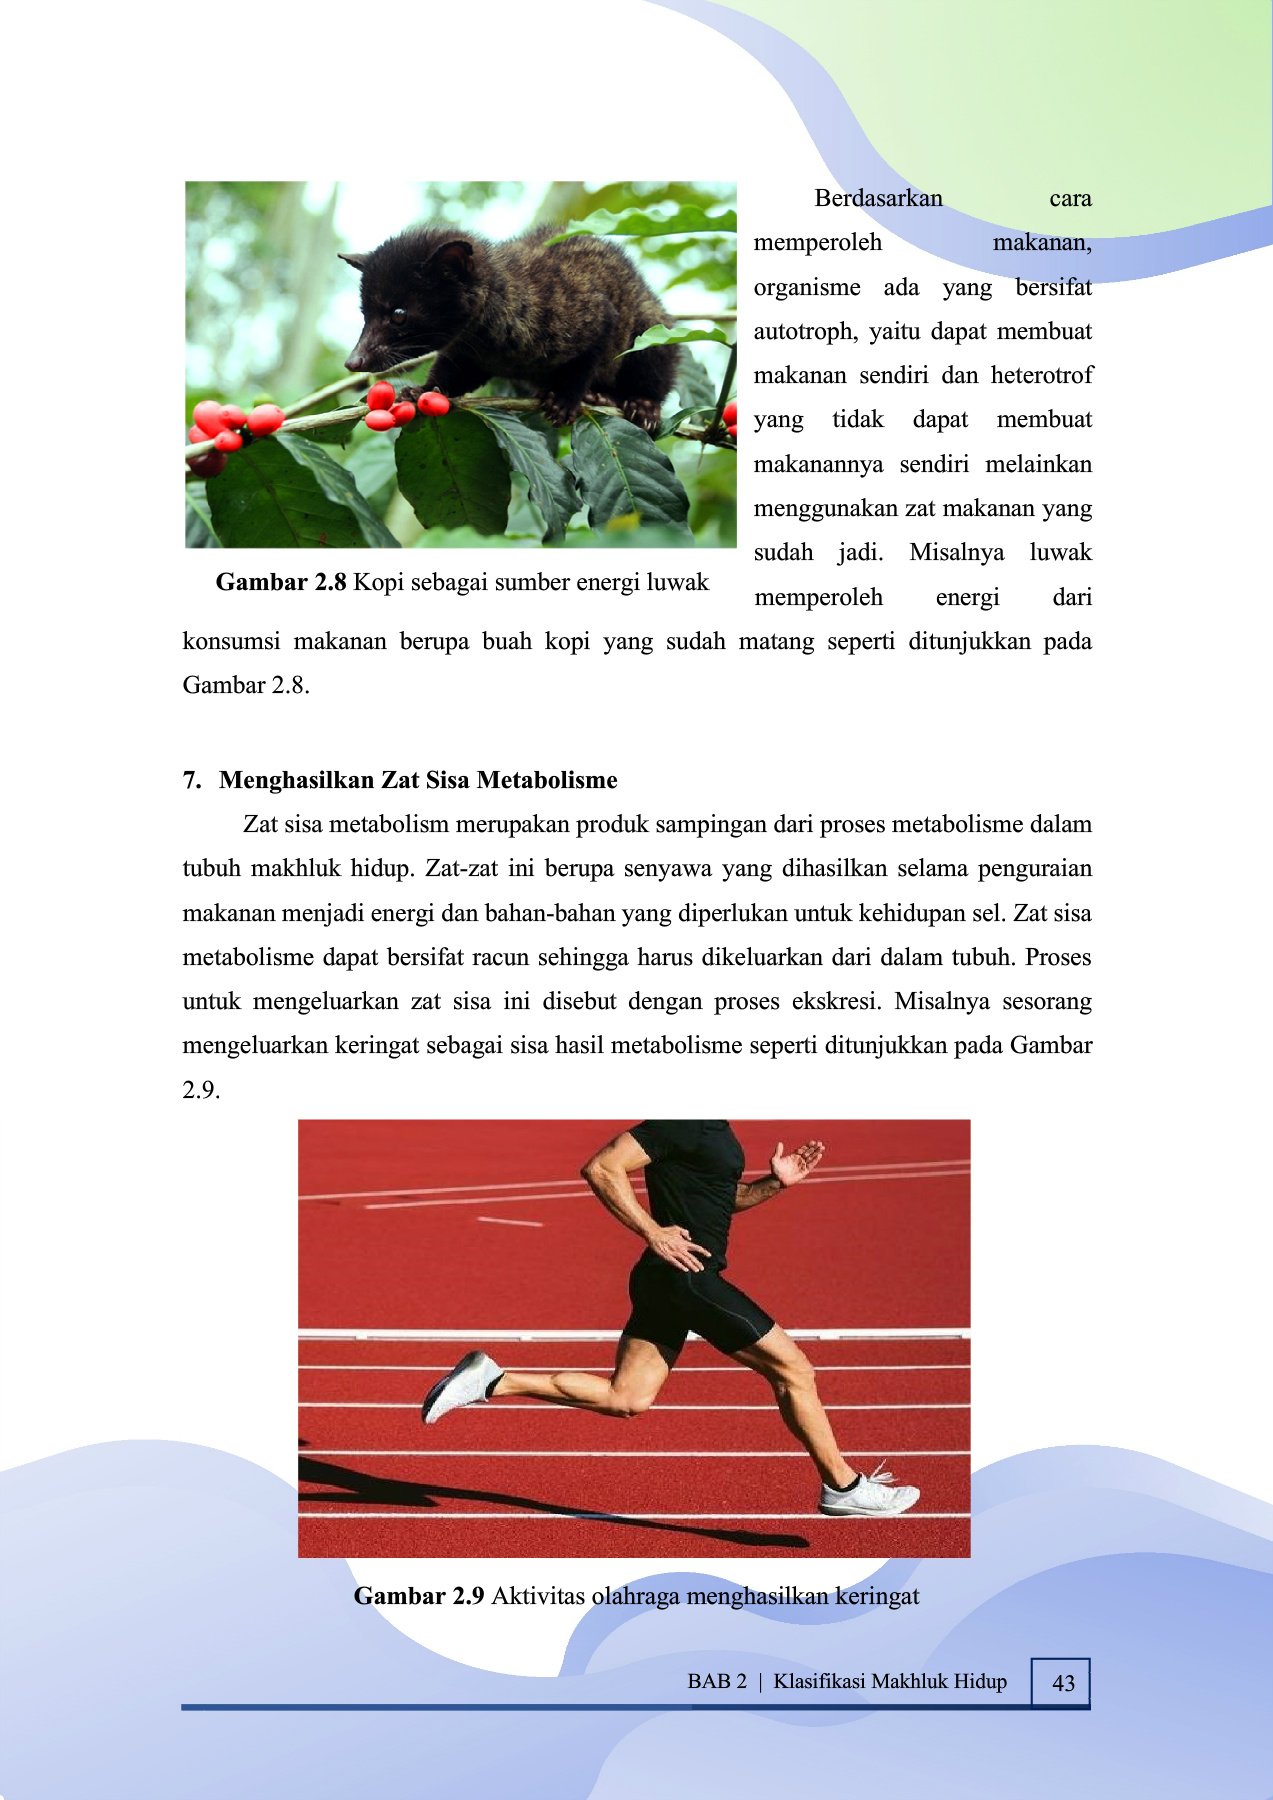 Berdasarkan cara
memperoleh makanan,
organisme ada yang bersifat
autotroph, yaitu dapat membuat
makanan sendiri dan heterotrof
yang tidak dapat membuat
makanannya sendiri melainkan
menggunakan zat makanan yang
sudah jadi. Misalnya luwak
Gambar 2.8 Kopi sebagai sumber energi luwak
memperoleh energi dari
konsumsi makanan berupa buah kopi yang sudah matang seperti ditunjukkan pada
Gambar 2.8.
7. Menghasilkan Zat Sisa Metabolisme
Zat sisa metabolism merupakan produk sampingan dari proses metabolisme dalam
tubuh makhluk hidup. Zat-zat ini berupa senyawa yang dihasilkan selama penguraian
makanan menjadi energi dan bahan-bahan yang diperlukan untuk kehidupan sel. Zat sisa
metabolisme dapat bersifat racun sehingga harus dikeluarkan dari dalam tubuh. Proses
untuk mengeluarkan zat sisa ini disebut dengan proses ekskresi. Misalnya sesorang
mengeluarkan keringat sebagai sisa hasil metabolisme seperti ditunjukkan pada Gambar
2.9.
Gambar 2.9 Aktivitas olahraga menghasilkan keringat
BAB 2 | Klasifikasi Makhluk Hidup 43